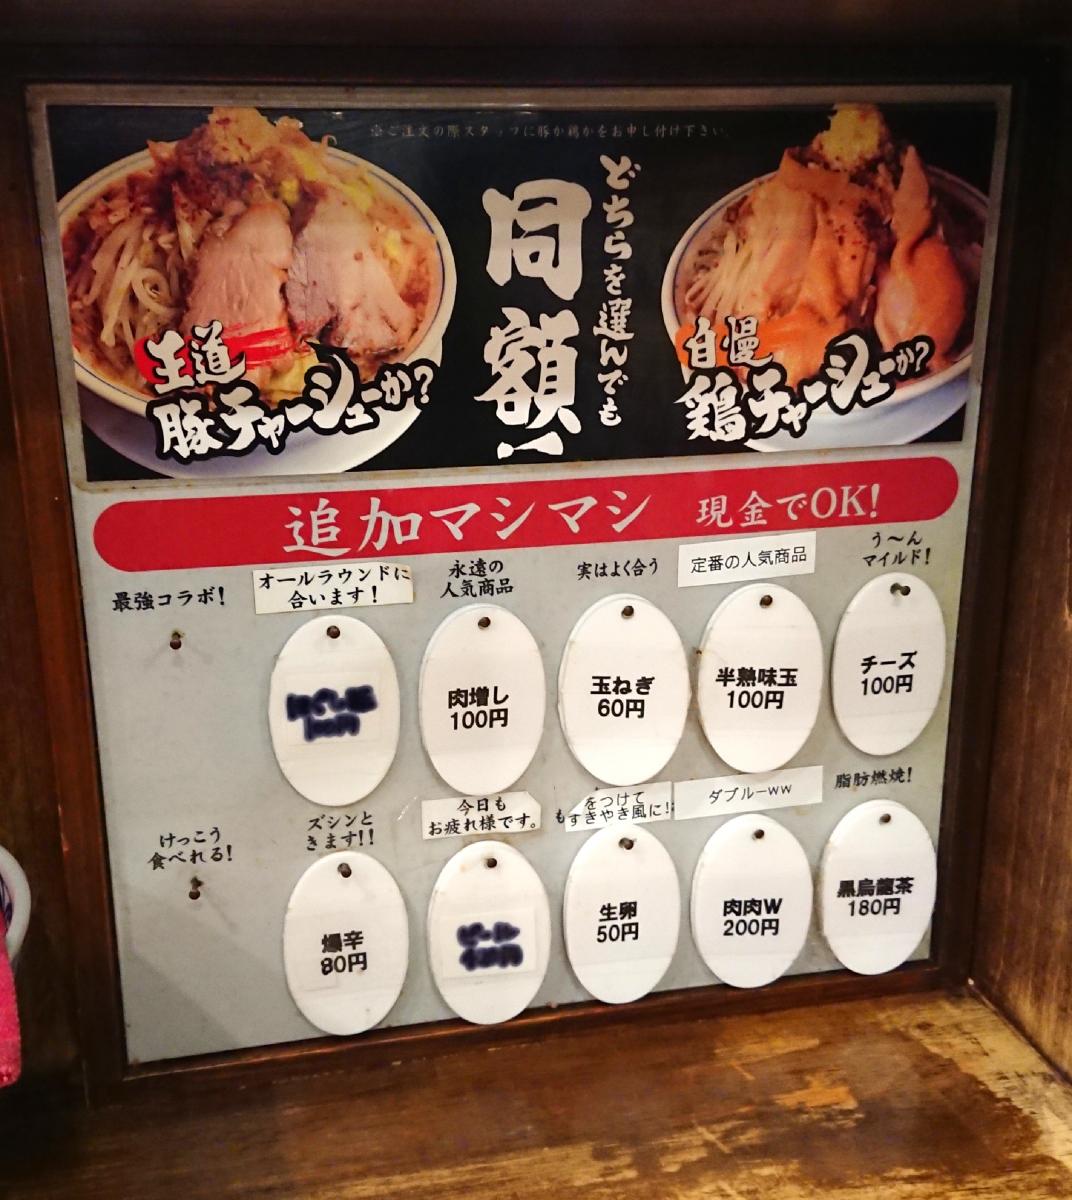 ※ご注文の際スタッフに豚か鶏かをお申し付け下さい。
どちらを選んでも
同額!
王道
豚チャーシューか?
自慢
鶏チャーシューか?
追加マシマシ 現金でOK!
最強コラボ!
オールラウンドに
合います!
永遠の
人気商品
肉増し
100円
実はよく合う
玉ねぎ
60円
定番の人気商品
半熟味玉
100円
う～ん
マイルド!
チーズ
100円
けっこう
食べれる!
ズシンと
きます!!
爆辛
80円
今日も
お疲れ様です。
をつけて
もすきやき風に!
生卵
50円
ダブルーww
肉肉W
200円
脂肪燃焼!
黒烏龍茶
180円